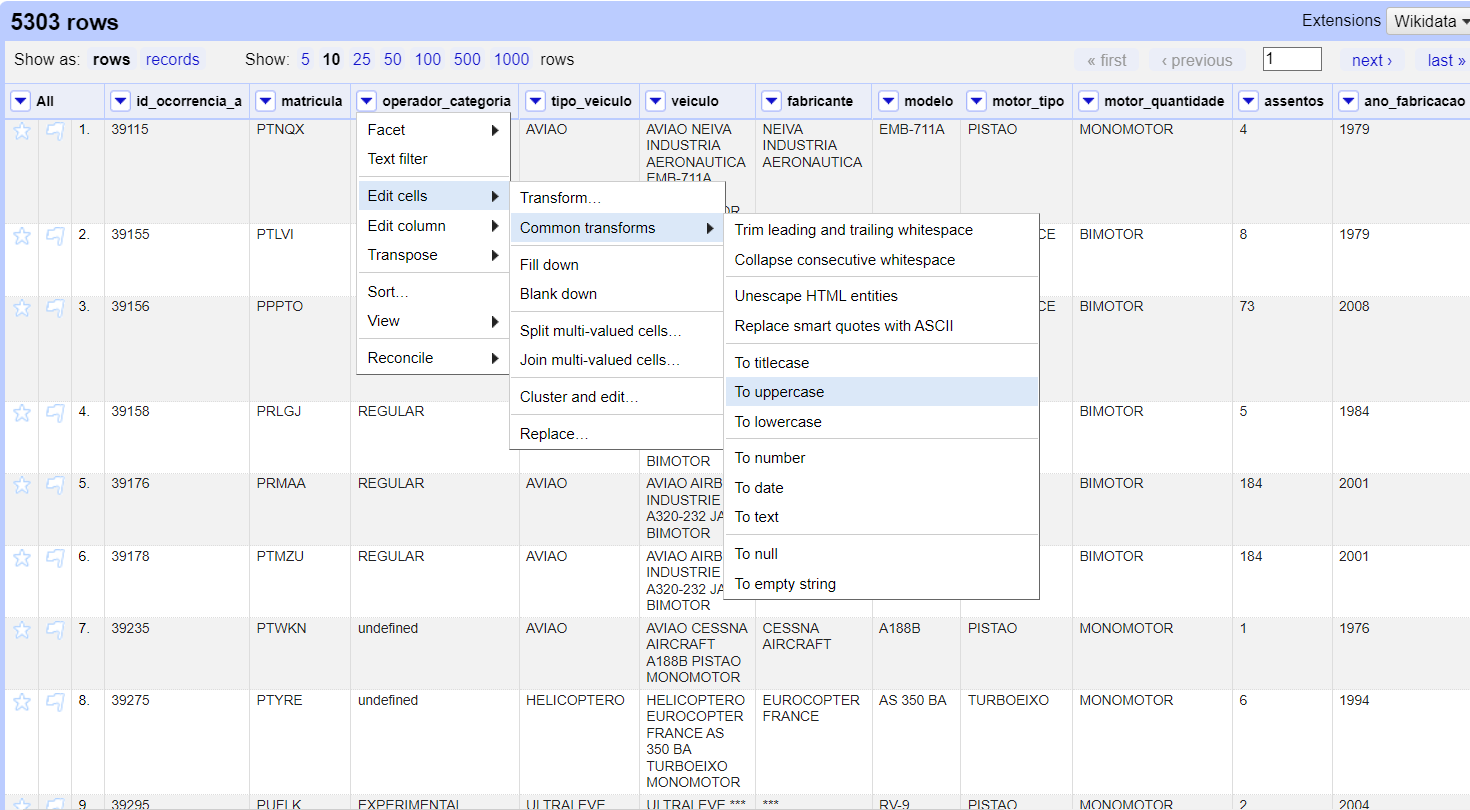 5303 rows
Extensions Wikidata
Show as: rows records Show: 5 10 25 50 100 500 1000 rows « first ‹ previous 1 next › last »
All id_ocorrencia_a matricula operador_categoria tipo_veiculo veiculo fabricante modelo motor_tipo motor_quantidade assentos ano_fabricacao
1. 39115 PTNQX AVIAO AVIAO NEIVA NEIVA EMB-711A PISTAO MONOMOTOR 4 1979
INDUSTRIA INDUSTRIA
AERONAUTICA AERONAUTICA
EMB-711A
OR
2. 39155 PTLVI CE BIMOTOR 8 1979
3. 39156 PPPTO CE BIMOTOR 73 2008
4. 39158 PRLGJ REGULAR BIMOTOR 5 1984
BIMOTOR
5. 39176 PRMAA REGULAR AVIAO AVIAO AIRB BIMOTOR 184 2001
INDUSTRIE
A320-232 JA
BIMOTOR
6. 39178 PTMZU REGULAR AVIAO AVIAO AIRB BIMOTOR 184 2001
INDUSTRIE
A320-232 JA
BIMOTOR
7. 39235 PTWKN undefined AVIAO AVIAO CESSNA CESSNA A188B PISTAO MONOMOTOR 1 1976
AIRCRAFT AIRCRAFT
A188B PISTAO
MONOMOTOR
8. 39275 PTYRE undefined HELICOPTERO HELICOPTERO EUROCOPTER AS 350 BA TURBOEIXO MONOMOTOR 6 1994
EUROCOPTER FRANCE
FRANCE AS
350 BA
TURBOEIXO
MONOMOTOR
9. 39295 PUFLK EXPERIMENTAL ULTRALEVE ULTRALEVE *** *** RV-9 PISTAO MONOMOTOR 2 2004
Facet
Text filter
Edit cells
Edit column
Transpose
Sort…
View
Reconcile
Transform…
Common transforms
Fill down
Blank down
Split multi-valued cells…
Join multi-valued cells…
Cluster and edit…
Replace…
Trim leading and trailing whitespace
Collapse consecutive whitespace
Unescape HTML entities
Replace smart quotes with ASCII
To titlecase
To uppercase
To lowercase
To number
To date
To text
To null
To empty string